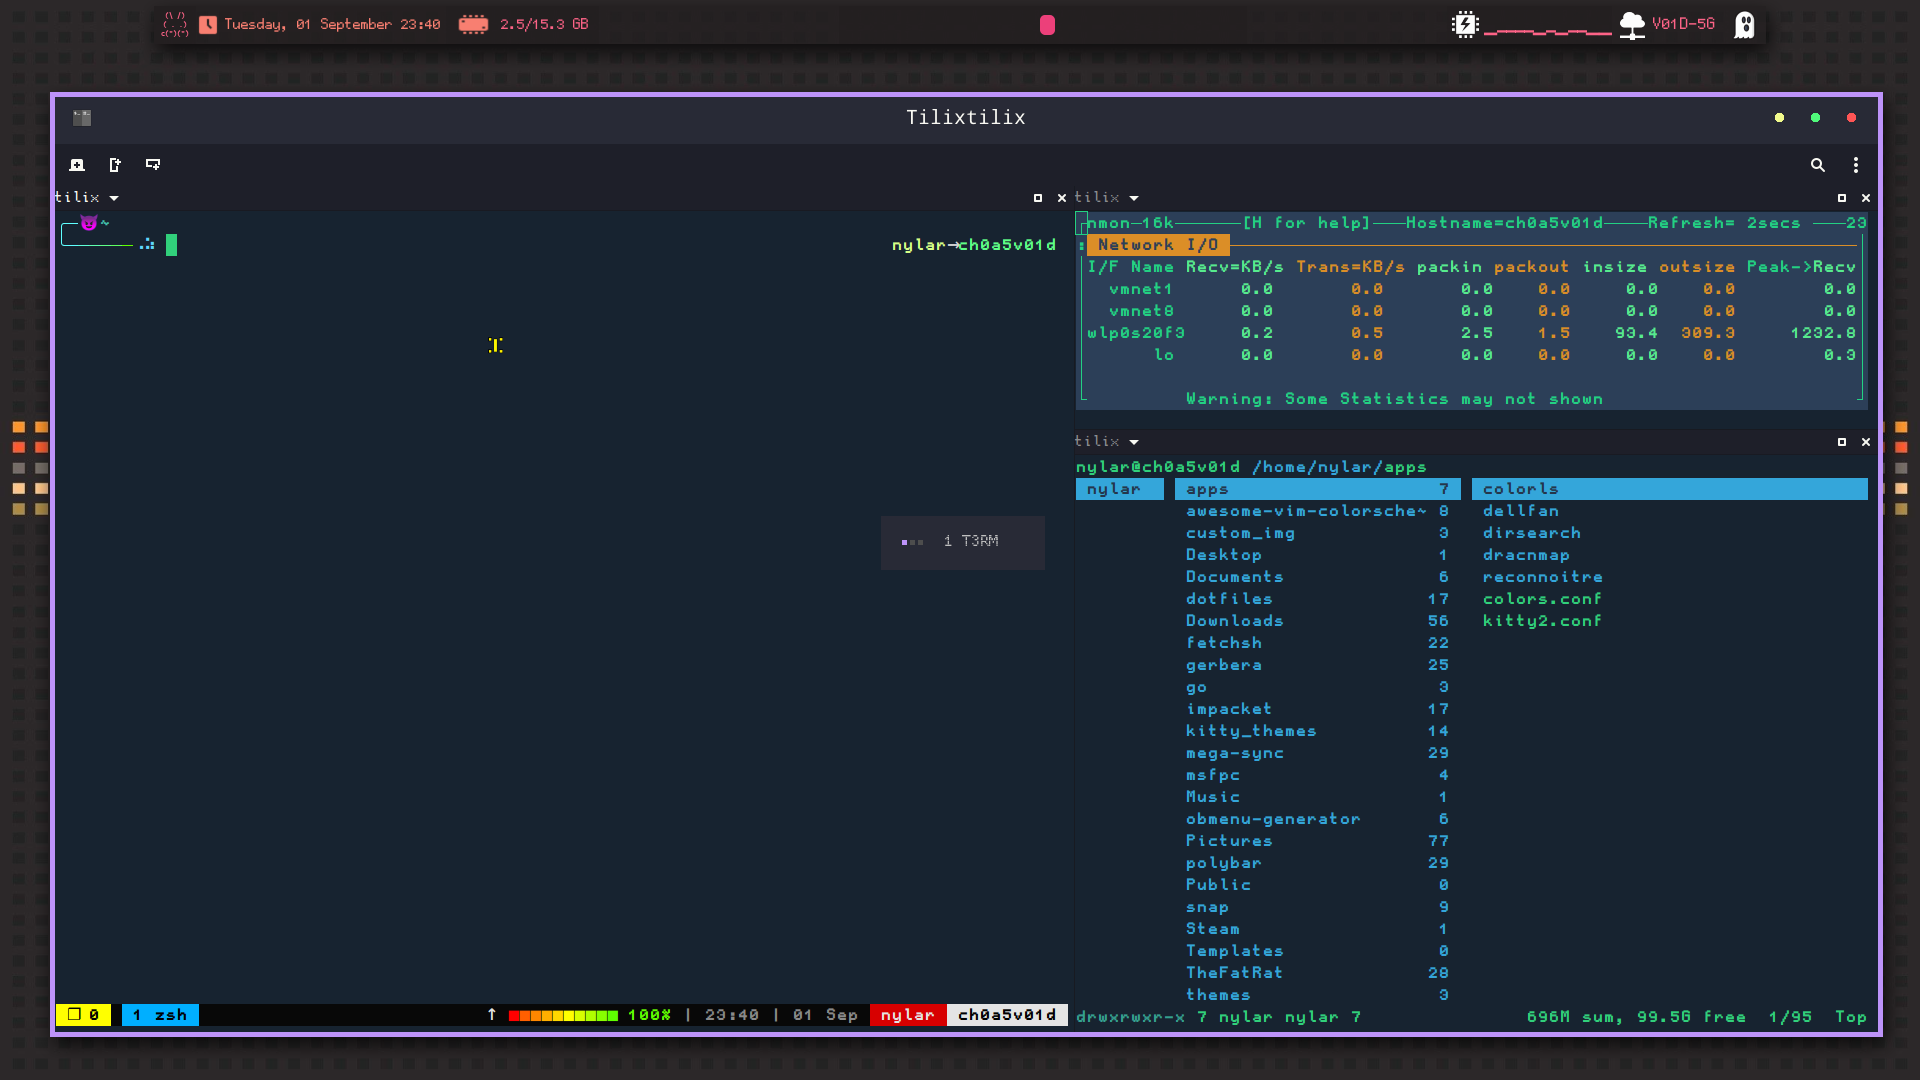 Tuesday, 01 September 23:40 2.5/15.3 GB V01D-5G
Tilixtilix
tilix
~
nylar→ch0a5v01d
1 T3RM
0 1 zsh ↑ 100% | 23:40 | 01 Sep nylar ch0a5v01d
tilix
nmon—16k [H for help] Hostname=ch0a5v01d Refresh= 2secs 23
: Network I/O
I/F Name Recv=KB/s Trans=KB/s packin packout insize outsize Peak->Recv
vmnet1 0.0 0.0 0.0 0.0 0.0 0.0 0.0
vmnet8 0.0 0.0 0.0 0.0 0.0 0.0 0.0
wlp0s20f3 0.2 0.5 2.5 1.5 93.4 309.3 1232.8
lo 0.0 0.0 0.0 0.0 0.0 0.0 0.3
Warning: Some Statistics may not shown
tilix
nylar@ch0a5v01d /home/nylar/apps
nylar apps 7 colorls
awesome-vim-colorsche~ 8 dellfan
custom_img 3 dirsearch
Desktop 1 dracnmap
Documents 6 reconnoitre
dotfiles 17 colors.conf
Downloads 56 kitty2.conf
fetchsh 22
gerbera 25
go 3
impacket 17
kitty_themes 14
mega-sync 29
msfpc 4
Music 1
obmenu-generator 6
Pictures 77
polybar 29
Public 0
snap 9
Steam 1
Templates 0
TheFatRat 28
themes 3
drwxrwxr-x 7 nylar nylar 7 696M sum, 99.5G free 1/95 Top